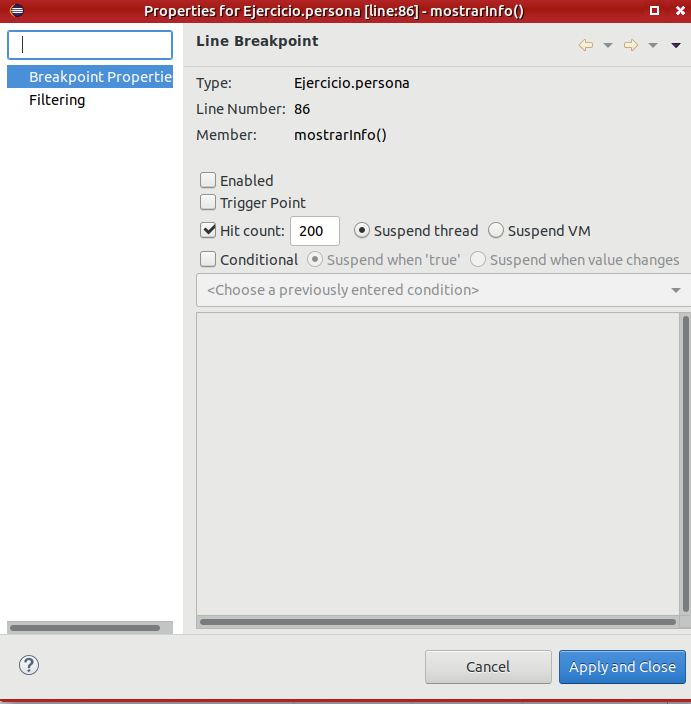 Properties for Ejercicio.persona [line:86] - mostrarInfo()
Breakpoint Propertie
Filtering
Line Breakpoint
Type: Ejercicio.persona
Line Number: 86
Member: mostrarInfo()
Enabled
Trigger Point
Hit count: 200 Suspend thread Suspend VM
Conditional Suspend when 'true' Suspend when value changes
<Choose a previously entered condition>
Cancel Apply and Close